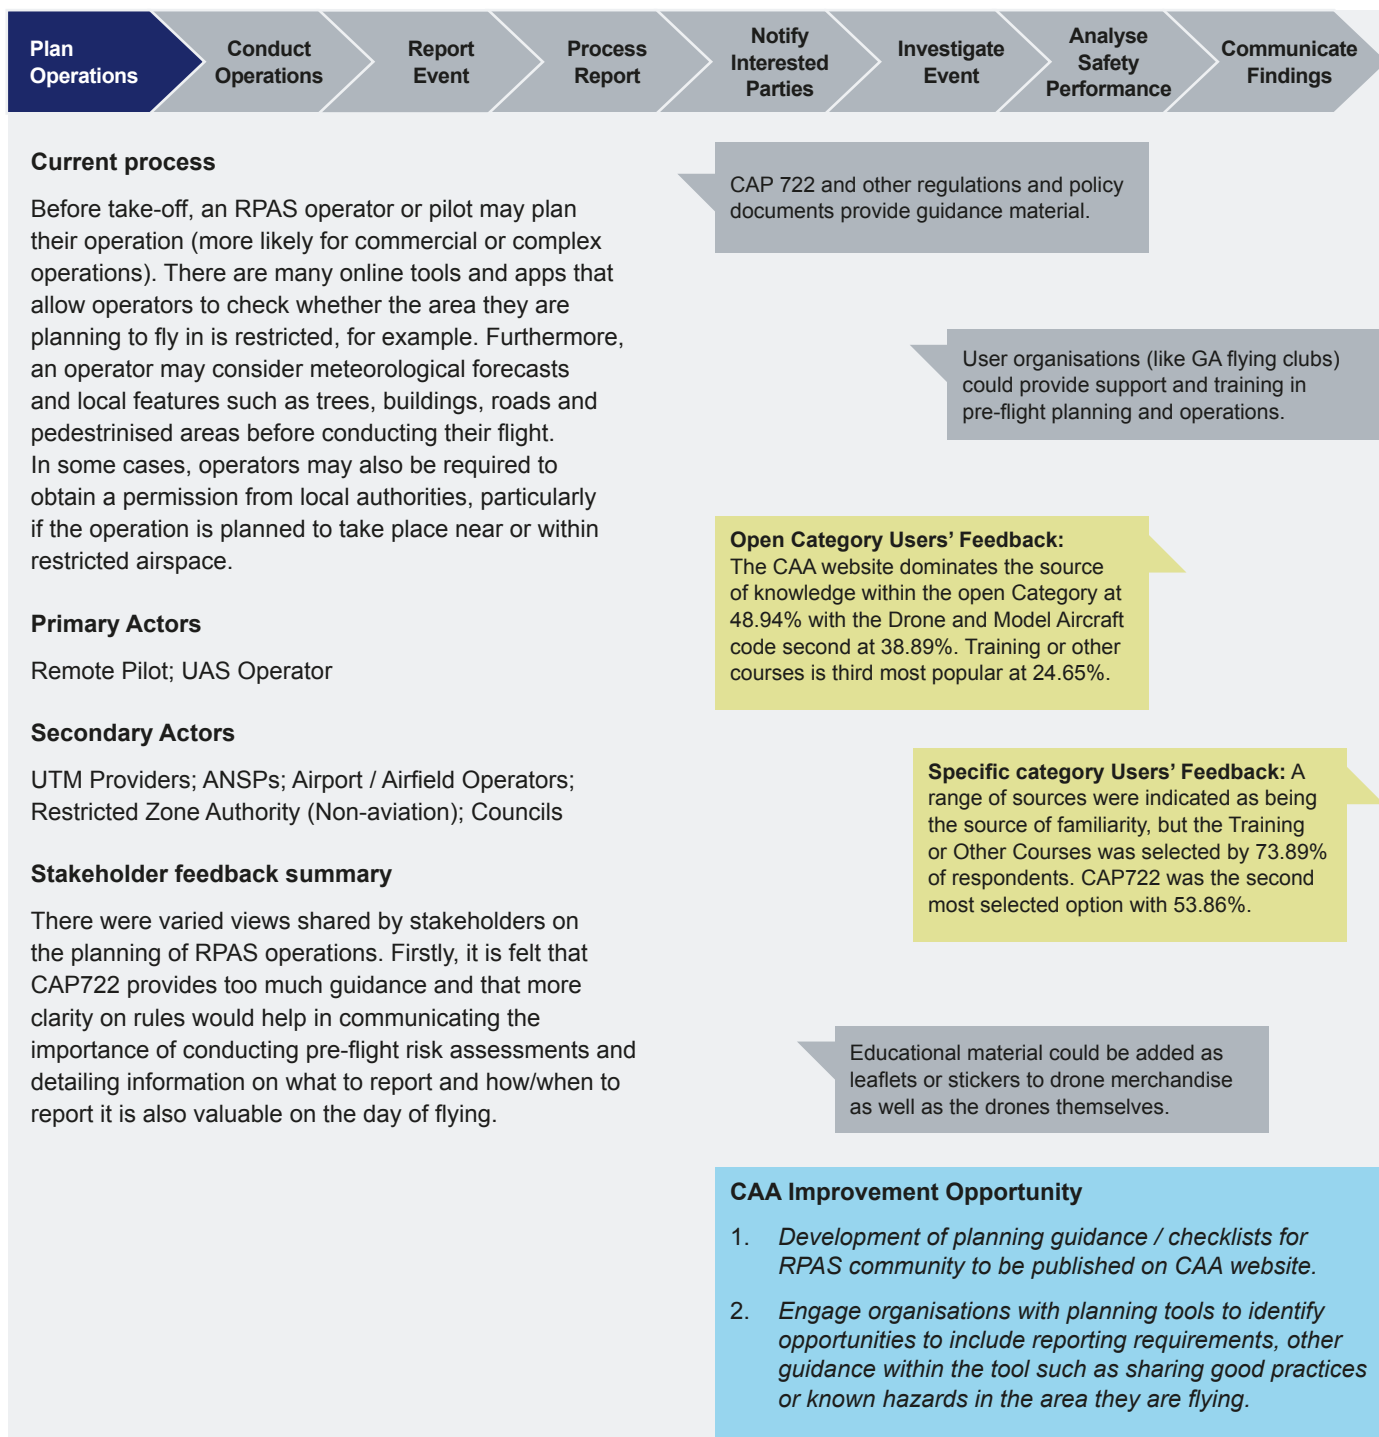 Plan
Operations
Conduct
Operations
Report
Event
Process
Report
Notify
Interested
Parties
Investigate
Event
Analyse
Safety
Performance
Communicate
Findings
Current process
Before take-off, an RPAS operator or pilot may plan
their operation (more likely for commercial or complex
operations). There are many online tools and apps that
allow operators to check whether the area they are
planning to fly in is restricted, for example. Furthermore,
an operator may consider meteorological forecasts
and local features such as trees, buildings, roads and
pedestrinised areas before conducting their flight.
In some cases, operators may also be required to
obtain a permission from local authorities, particularly
if the operation is planned to take place near or within
restricted airspace.
Primary Actors
Remote Pilot; UAS Operator
Secondary Actors
UTM Providers; ANSPs; Airport / Airfield Operators;
Restricted Zone Authority (Non-aviation); Councils
Stakeholder feedback summary
There were varied views shared by stakeholders on
the planning of RPAS operations. Firstly, it is felt that
CAP722 provides too much guidance and that more
clarity on rules would help in communicating the
importance of conducting pre-flight risk assessments and
detailing information on what to report and how/when to
report it is also valuable on the day of flying.
CAP 722 and other regulations and policy
documents provide guidance material.
User organisations (like GA flying clubs)
could provide support and training in
pre-flight planning and operations.
Open Category Users' Feedback:
The CAA website dominates the source
of knowledge within the open Category at
48.94% with the Drone and Model Aircraft
code second at 38.89%. Training or other
courses is third most popular at 24.65%.
Specific category Users' Feedback: A
range of sources were indicated as being
the source of familiarity, but the Training
or Other Courses was selected by 73.89%
of respondents. CAP722 was the second
most selected option with 53.86%.
Educational material could be added as
leaflets or stickers to drone merchandise
as well as the drones themselves.
CAA Improvement Opportunity
1. Development of planning guidance / checklists for
RPAS community to be published on CAA website.
2. Engage organisations with planning tools to identify
opportunities to include reporting requirements, other
guidance within the tool such as sharing good practices
or known hazards in the area they are flying.